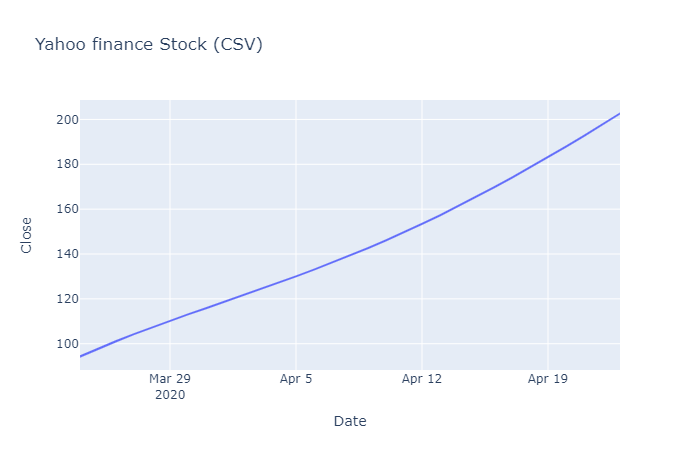 Yahoo finance Stock (CSV)
200
180
160
140
120
100
Close
Mar 29
2020
Apr 5
Apr 12
Apr 19
Date